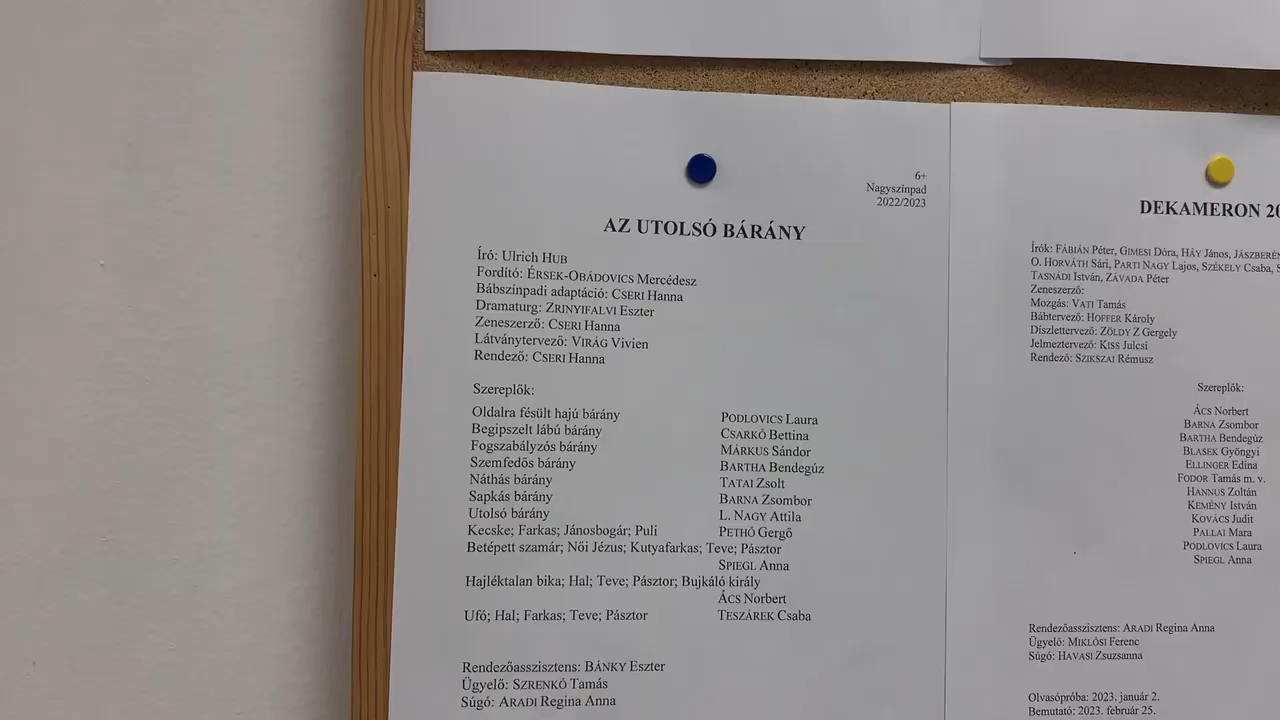 6+
Nagyszínpad
2022/2023
AZ UTOLSÓ BÁRÁNY
Író: Ulrich HUB
Fordító: ÉRSEK-OBÁDOVICS Mercédesz
Bábszínpadi adaptáció: CSERI Hanna
Dramaturg: ZRINYIFALVI Eszter
Zeneszerző: CSERI Hanna
Látványtervező: VIRÁG Vivien
Rendező: CSERI Hanna
Szereplők:
Oldalra fésült hajú bárány PODLOVICS Laura
Begipszelt lábú bárány CSARKÓ Bettina
Fogszabályzós bárány MÁRKUS Sándor
Szemfedős bárány BARTHA Bendegúz
Náthás bárány TATAI Zsolt
Sapkás bárány BARNA Zsombor
Utolsó bárány L. NAGY Attila
Kecske; Farkas; Jánosbogár; Puli PETHŐ Gergő
Betépett szamár; Női Jézus; Kutyafarkas; Teve; Pásztor
SPIEGL Anna
Hajléktalan bika; Hal; Teve; Pásztor; Bujkáló király
ÁCS Norbert
Ufó; Hal; Farkas; Teve; Pásztor TESZÁREK Csaba
Rendezőasszisztens: BÁNKY Eszter
Ügyelő: SZRENKÓ Tamás
Súgó: ARADI Regina Anna
DEKAMERON
Írók: FÁBIÁN Péter, GIMESI Dóra, HÁY János,
O. HORVÁTH Sári, PARTI NAGY Lajos, SZÉKELY Csaba,
TASNÁDI István, ZÁVADA Péter
Zeneszerző:
Mozgás: VATI Tamás
Bábtervező: HOFFER Károly
Díszlettervező: ZÖLDY Z Gergely
Jelmeztervező: KISS Julcsi
Rendező: SZIKSZAI Rémusz
Szereplők:
ÁCS Norbert
BARNA Zsombor
BARTHA Bendegúz
BLASEK Gyöngyi
ELLINGER Edina
FODOR Tamás m. v.
HANNUS Zoltán
KEMÉNY István
KOVÁCS Judit
PALLAI Mara
PODLOVICS Laura
SPIEGL Anna
Rendezőasszisztens: ARADI Regina Anna
Ügyelő: MIKLÓSI Ferenc
Súgó: HAVASI Zsuzsanna
Olvasópróba: 2023. január 2.
Bemutató: 2023. február 25.